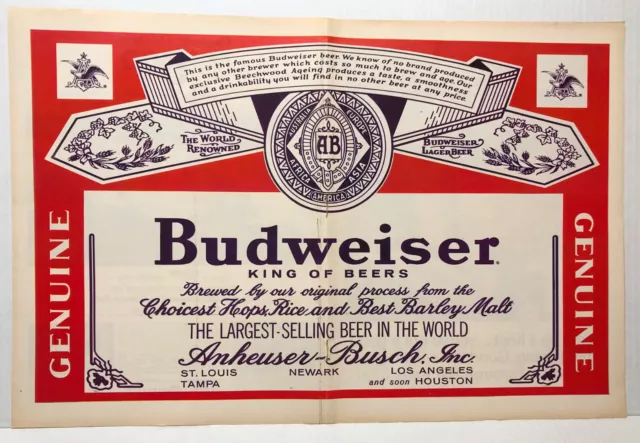 This is the famous Budweiser beer. We know of no brand produced
by any other brewer which costs so much to brew and age. Our
exclusive Beechwood Ageing produces a taste, a smoothness
and a drinkability you will find in no other beer at any price.
THE WORLD
RENOWNED
AB
EUROPE
AFRICA
AMERICA
ASIA
BUDWEISER
LAGER BEER
GENUINE
Budweiser
KING OF BEERS
Brewed by our original process from the
Choicest Hops, Rice and Best Barley Malt
THE LARGEST-SELLING BEER IN THE WORLD
Anheuser-Busch, Inc.
ST. LOUIS NEWARK LOS ANGELES
TAMPA and soon HOUSTON
GENUINE